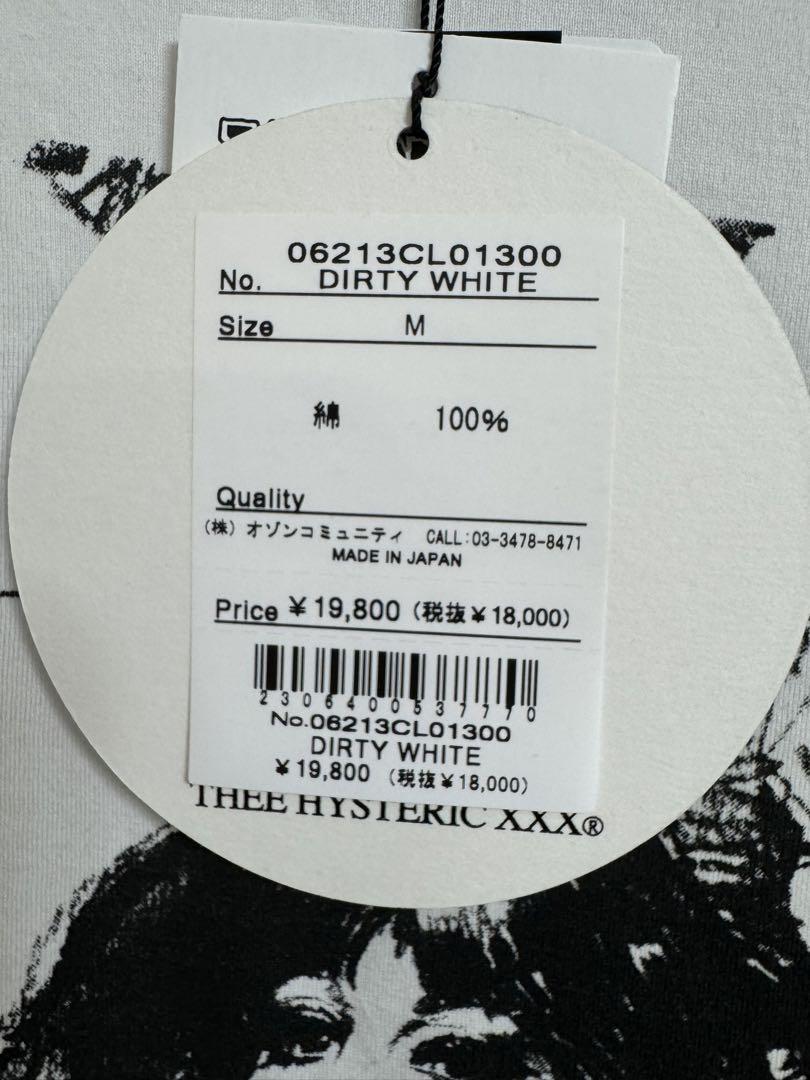 06213CL01300
No. DIRTY WHITE
Size M
綿 100%
Quality
(株) オゾンコミュニティ CALL:03-3478-8471
MADE IN JAPAN
Price ¥19,800 (税抜¥18,000)
2306400537770
No.06213CL01300
DIRTY WHITE
¥19,800 (税抜¥18,000)
THEE HYSTERIC XXX®